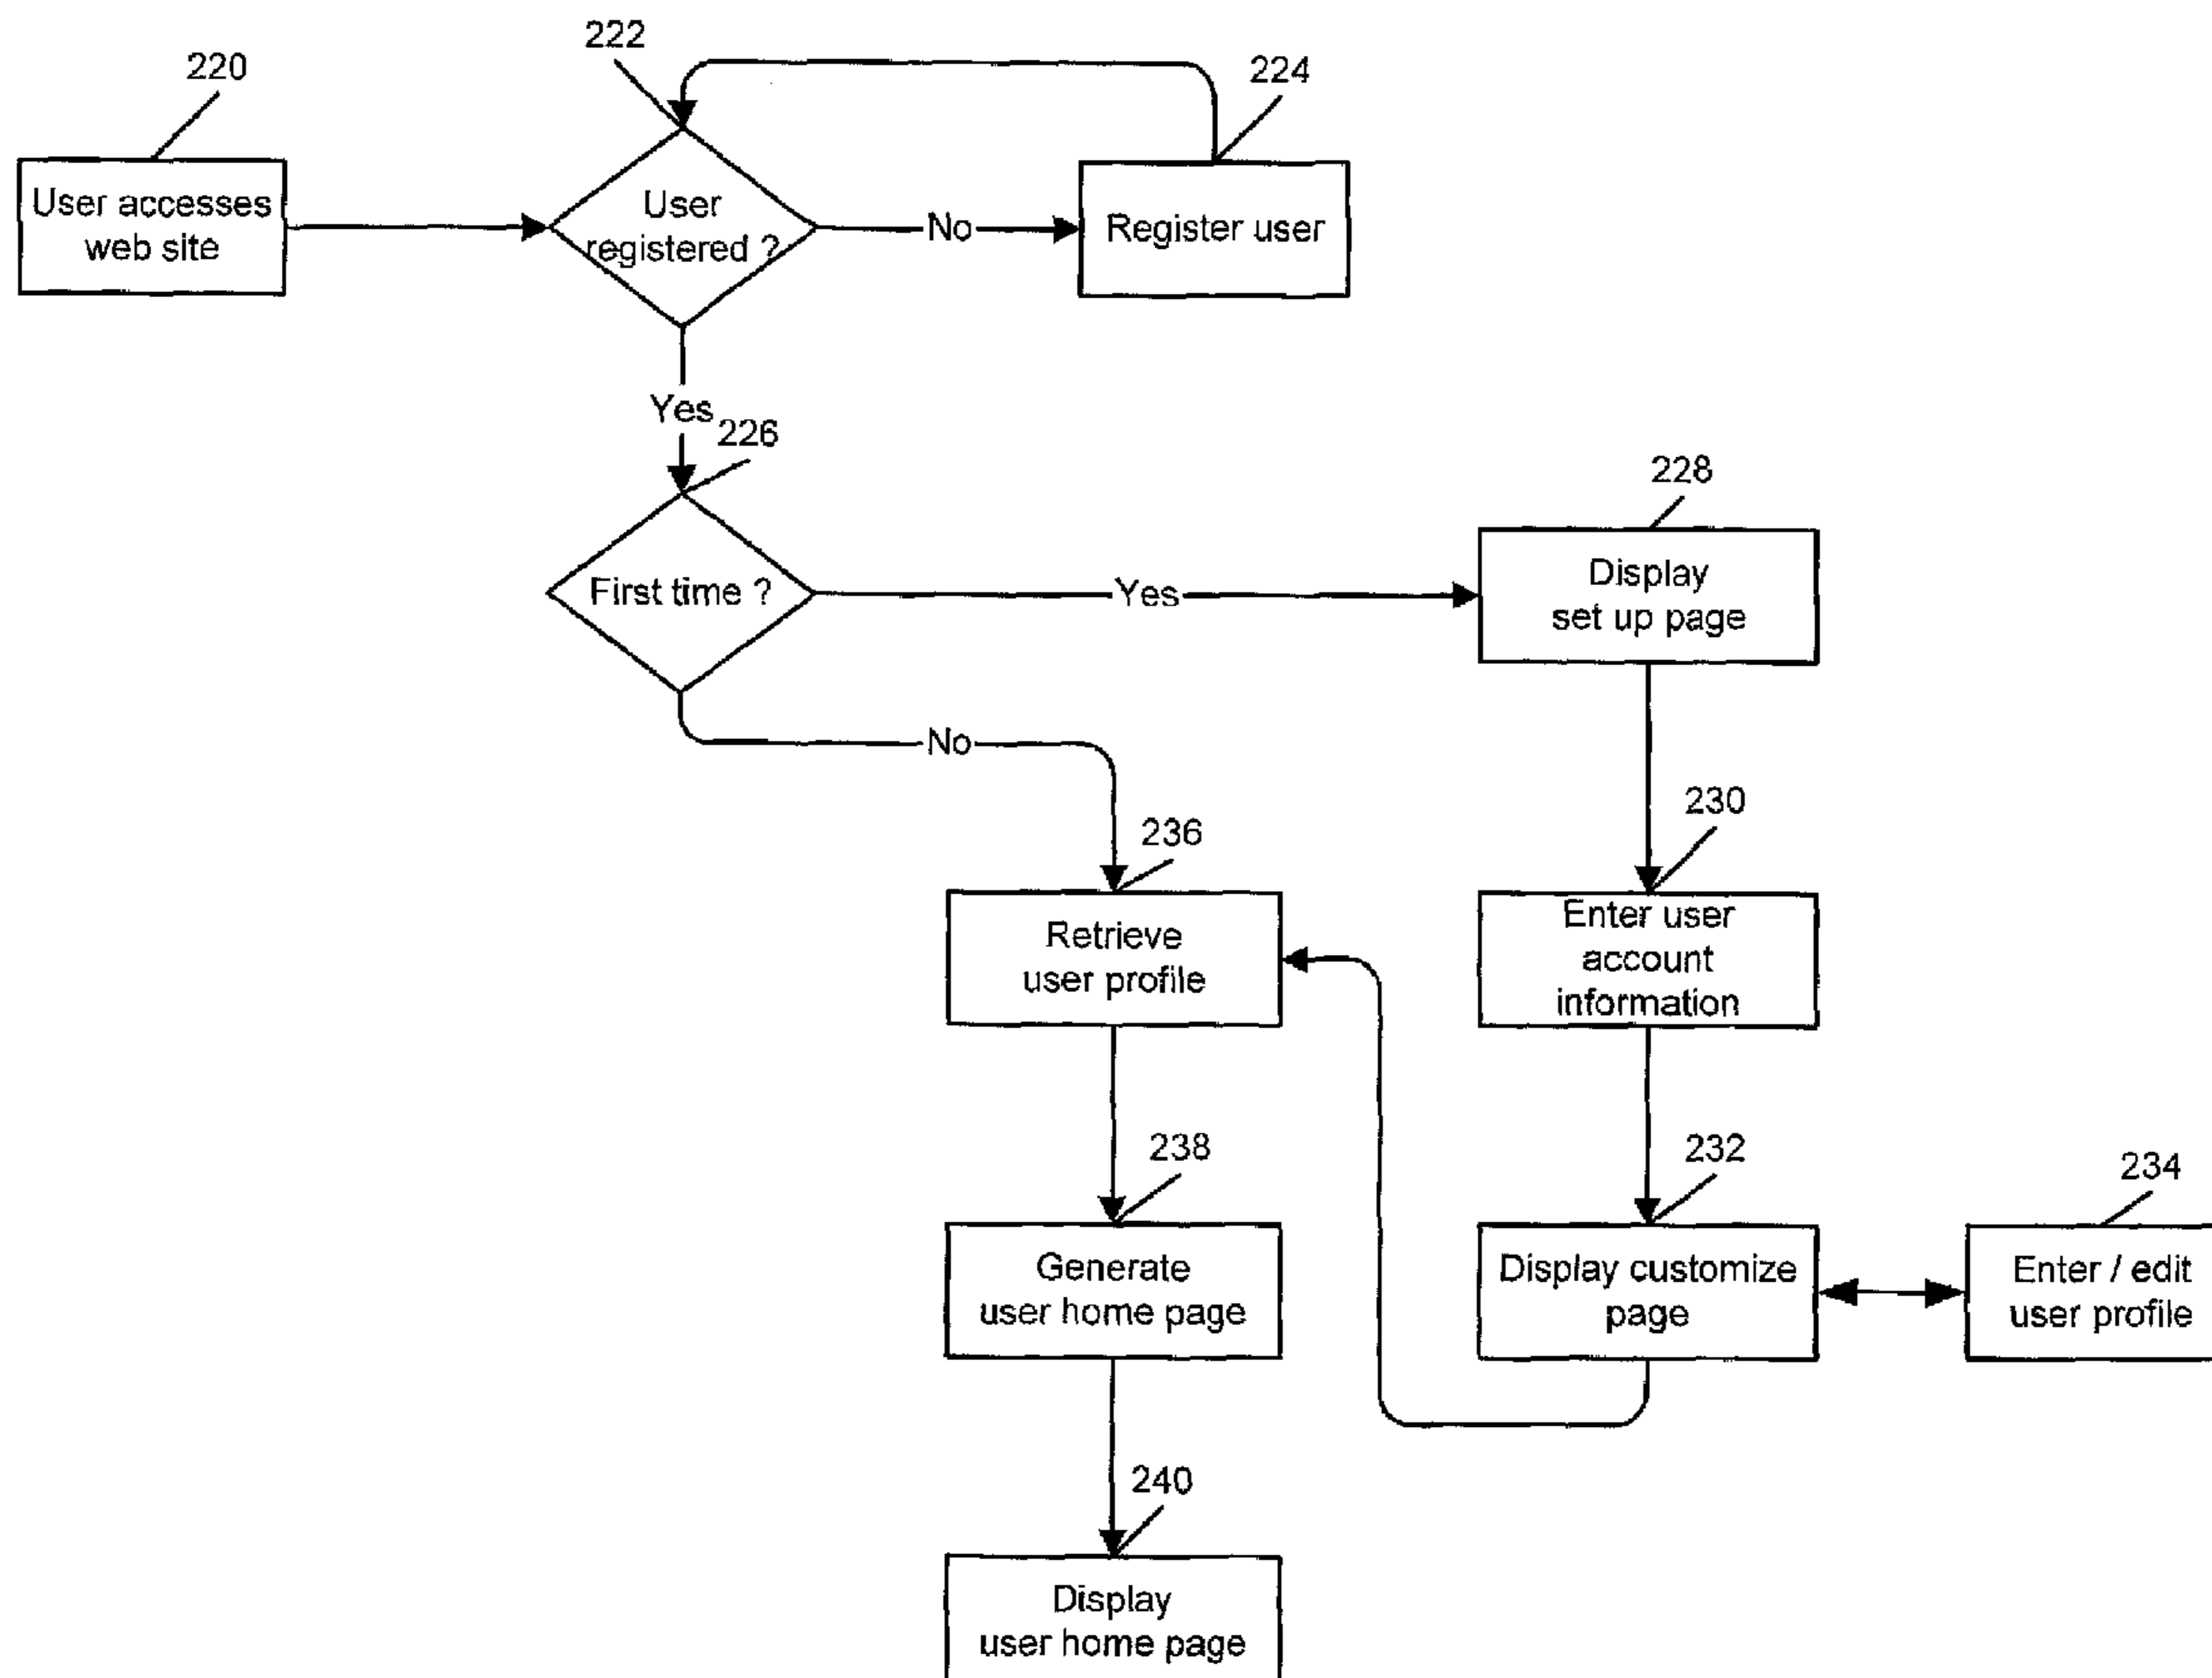 222
220
224
User accesses
web site
User
registered ?
No
Register user
Yes
226
228
First time ?
Yes
Display
set up page
No
230
236
Enter user
account
information
Retrieve
user profile
238
232
234
Generate
user home page
Display customize
page
Enter / edit
user profile
240
Display
user home page